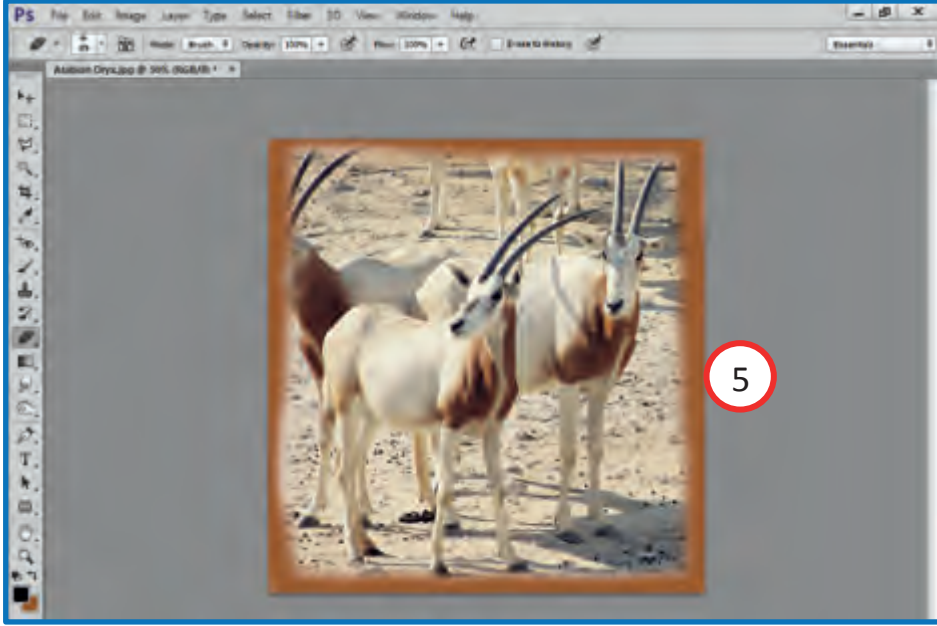 Ps File Edit Image Layer Type Select Filter 3D View Window Help
Mode: Brush Opacity: 100% Flow: 100% Erase to History Essentials
Arabian Oryx.jpg @ 50% (RGB/8) * ×
5
T